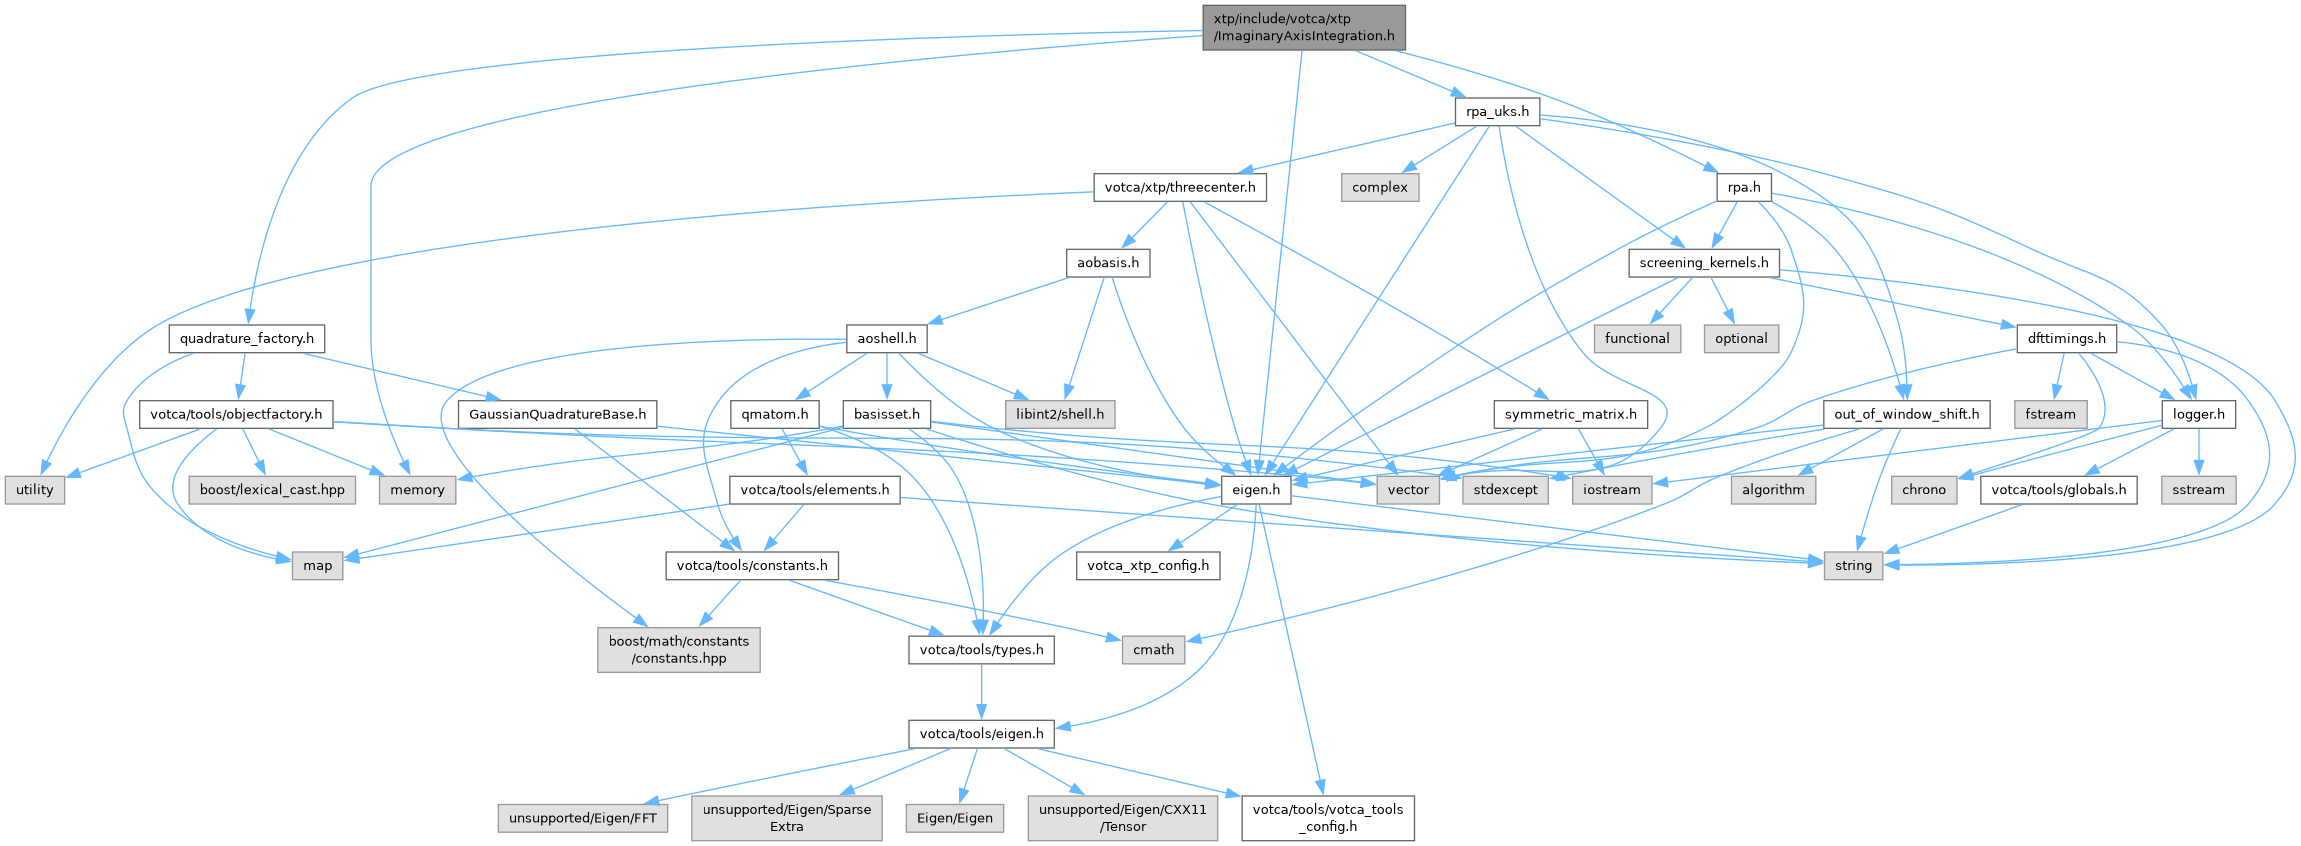 xtp/include/votca/xtp
/ImaginaryAxisIntegration.h
rpa_uks.h
votca/xtp/threecenter.h
complex
rpa.h
aobasis.h
screening_kernels.h
quadrature_factory.h
aoshell.h
functional
optional
dfttimings.h
votca/tools/objectfactory.h
GaussianQuadratureBase.h
qmatom.h
basisset.h
libint2/shell.h
symmetric_matrix.h
out_of_window_shift.h
fstream
logger.h
utility
boost/lexical_cast.hpp
memory
votca/tools/elements.h
eigen.h
vector
stdexcept
iostream
algorithm
chrono
votca/tools/globals.h
sstream
map
votca/tools/constants.h
votca_xtp_config.h
string
boost/math/constants
/constants.hpp
votca/tools/types.h
cmath
votca/tools/eigen.h
unsupported/Eigen/FFT
unsupported/Eigen/Sparse
Extra
Eigen/Eigen
unsupported/Eigen/CXX11
/Tensor
votca/tools/votca_tools
_config.h